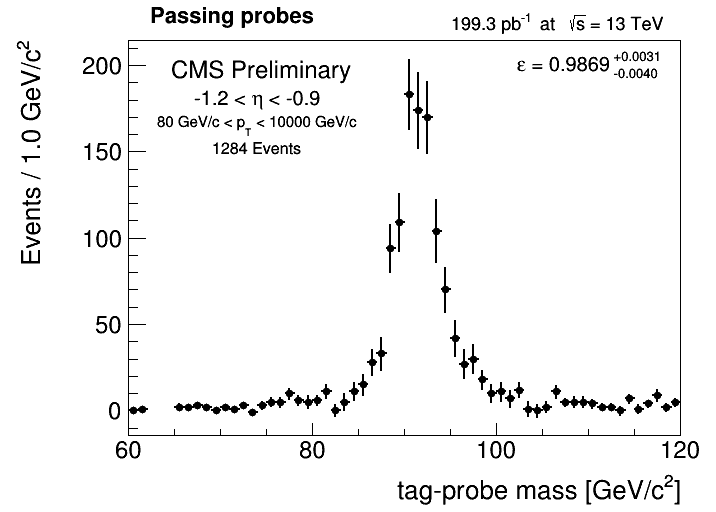 Passing probes
199.3 pb⁻¹ at √s = 13 TeV
CMS Preliminary
-1.2 < η < -0.9
80 GeV/c < p_T < 10000 GeV/c
1284 Events
ε = 0.9869 +0.0031 -0.0040
Events / 1.0 GeV/c²
200
150
100
50
0
60 80 100 120
tag-probe mass [GeV/c²]